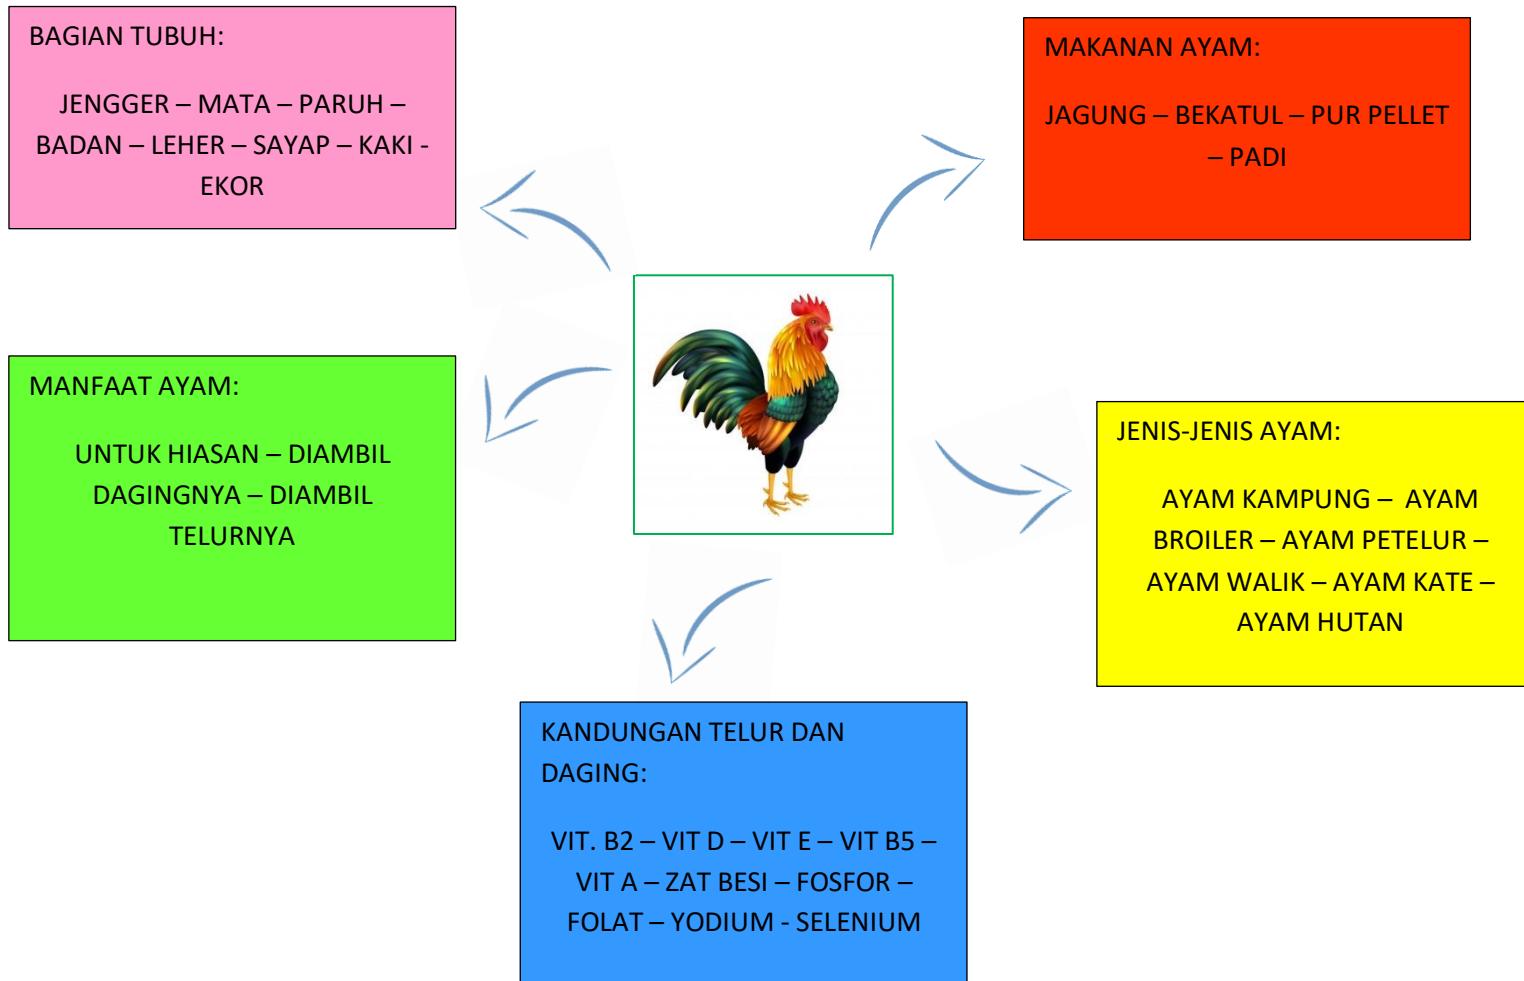 BAGIAN TUBUH:
JENGGER – MATA – PARUH –
BADAN – LEHER – SAYAP – KAKI -
EKOR
MAKANAN AYAM:
JAGUNG – BEKATUL – PUR PELLET
– PADI
MANFAAT AYAM:
UNTUK HIASAN – DIAMBIL
DAGINGNYA – DIAMBIL
TELURNYA
JENIS-JENIS AYAM:
AYAM KAMPUNG – AYAM
BROILER – AYAM PETELUR –
AYAM WALIK – AYAM KATE –
AYAM HUTAN
KANDUNGAN TELUR DAN
DAGING:
VIT. B2 – VIT D – VIT E – VIT B5 –
VIT A – ZAT BESI – FOSFOR –
FOLAT – YODIUM - SELENIUM